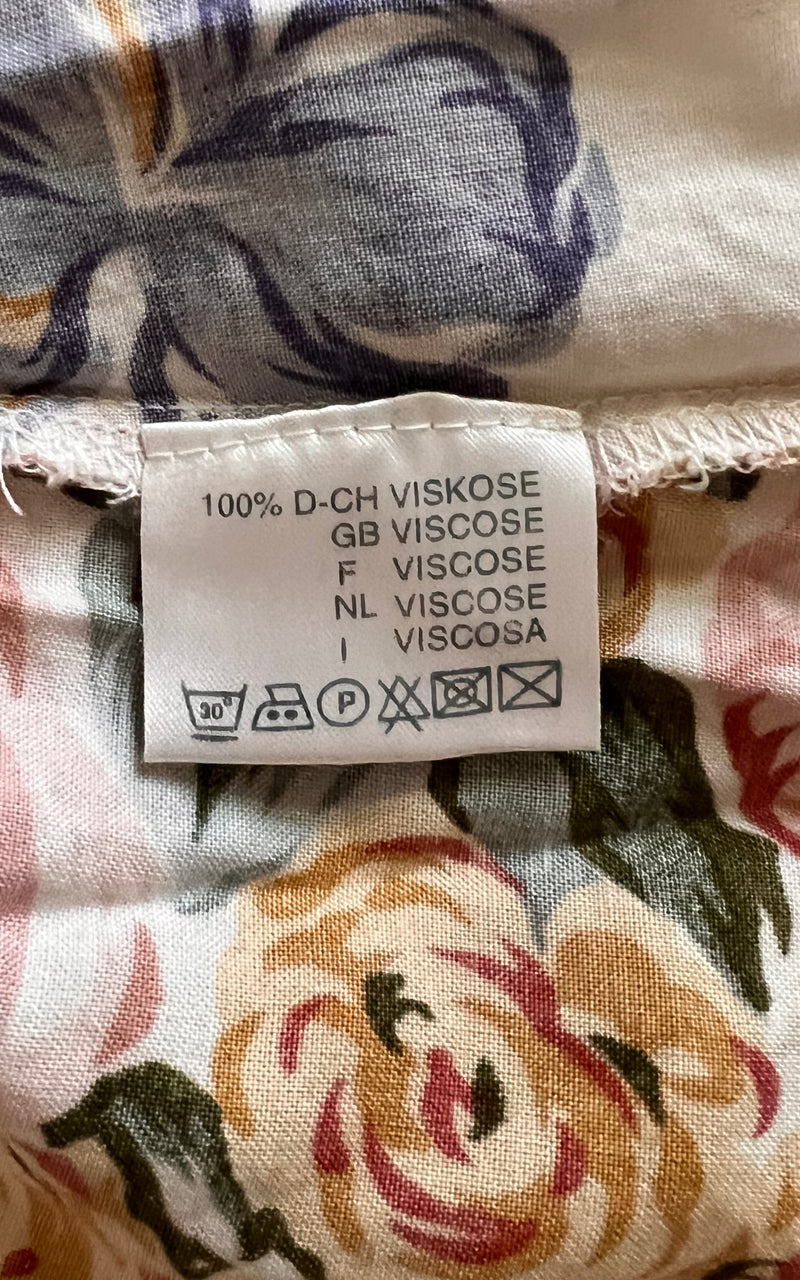 100% D-CH VISKOSE
GB VISCOSE
F VISCOSE
NL VISCOSE
I VISCOSA
30° P